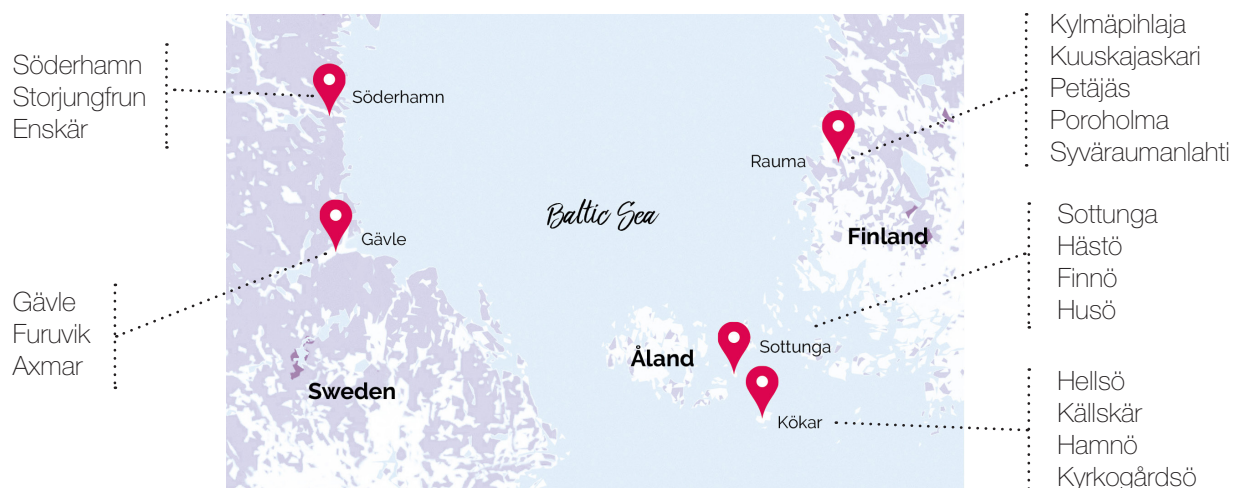 Söderhamn
Storjungfrun
Enskär
Gävle
Furuvik
Axmar
Söderhamn
Gävle
Sweden
Baltic Sea
Åland
Rauma
Finland
Sottunga
Kökar
Kylmäpihlaja
Kuuskajaskari
Petäjäs
Poroholma
Syväraumanlahti
Sottunga
Hästö
Finnö
Husö
Hellsö
Källskär
Hamnö
Kyrkogårdsö